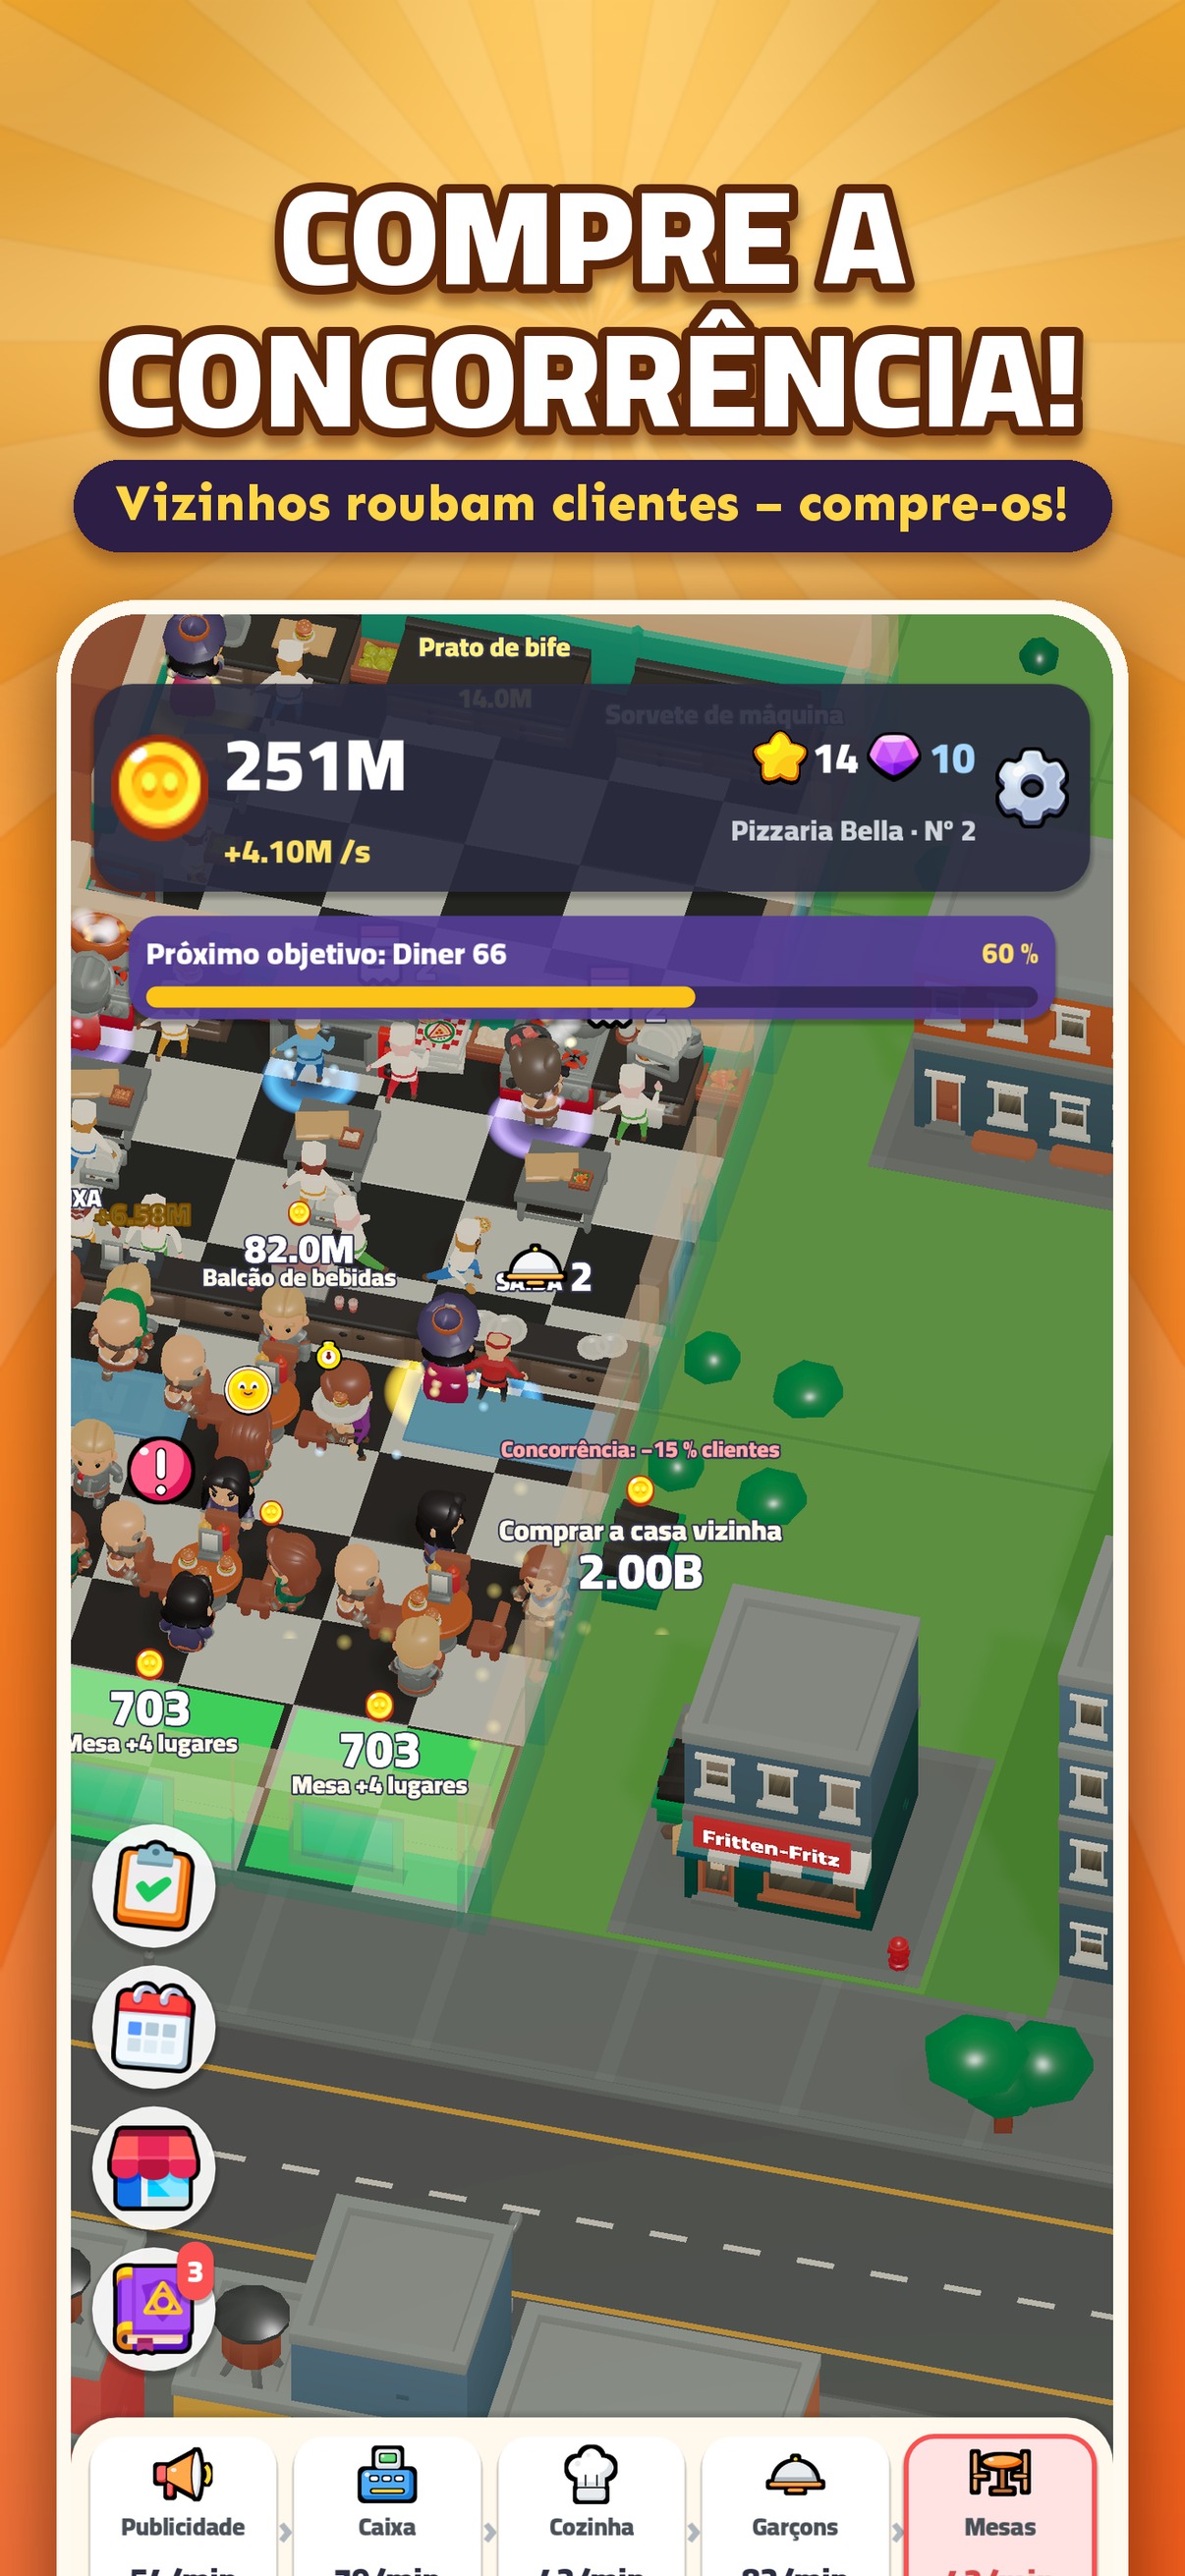 COMPRE A
CONCORRÊNCIA!
Vizinhos roubam clientes – compre-os!
Prato de bife
14.0M
Sorvete de máquina
251M
14
10
+4.10M /s
Pizzaria Bella · Nº 2
Próximo objetivo: Diner 66
60 %
+6.58M
82.0M
Balcão de bebidas
2
Concorrência: –15 % clientes
Comprar a casa vizinha
2.00B
703
Mesa +4 lugares
703
Mesa +4 lugares
Fritten-Fritz
3
Publicidade
Caixa
Cozinha
Garçons
Mesas